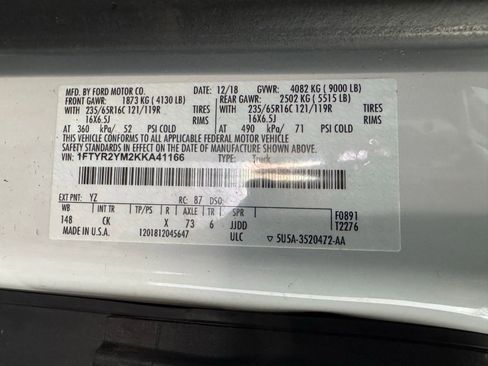 MFD. BY FORD MOTOR CO. 12/18 GVWR: 4082 KG ( 9000 LB)
FRONT GAWR: 1873 KG ( 4130 LB) REAR GAWR: 2502 KG ( 5515 LB)
WITH 235/65R16C 121/119R TIRES WITH 235/65R16C 121/119R TIRES
16X6.5J RIMS 16X6.5J RIMS
AT 360 kPa/ 52 PSI COLD AT 490 kPa/ 71 PSI COLD
THIS VEHICLE CONFORMS TO ALL APPLICABLE FEDERAL MOTOR VEHICLE
SAFETY STANDARDS IN EFFECT ON THE DATE OF MANUFACTURE SHOWN ABOVE.
VIN: 1FTYR2YM2KKA41166 TYPE: Truck
EXT PNT: YZ RC: 87 DSO:
WB INT TR TP/PS R AXLE TR SPR F0891
148 CK X 73 6 JJDD T2276
MADE IN U.S.A. 1201812045647 ULC 5U5A-3520472-AA